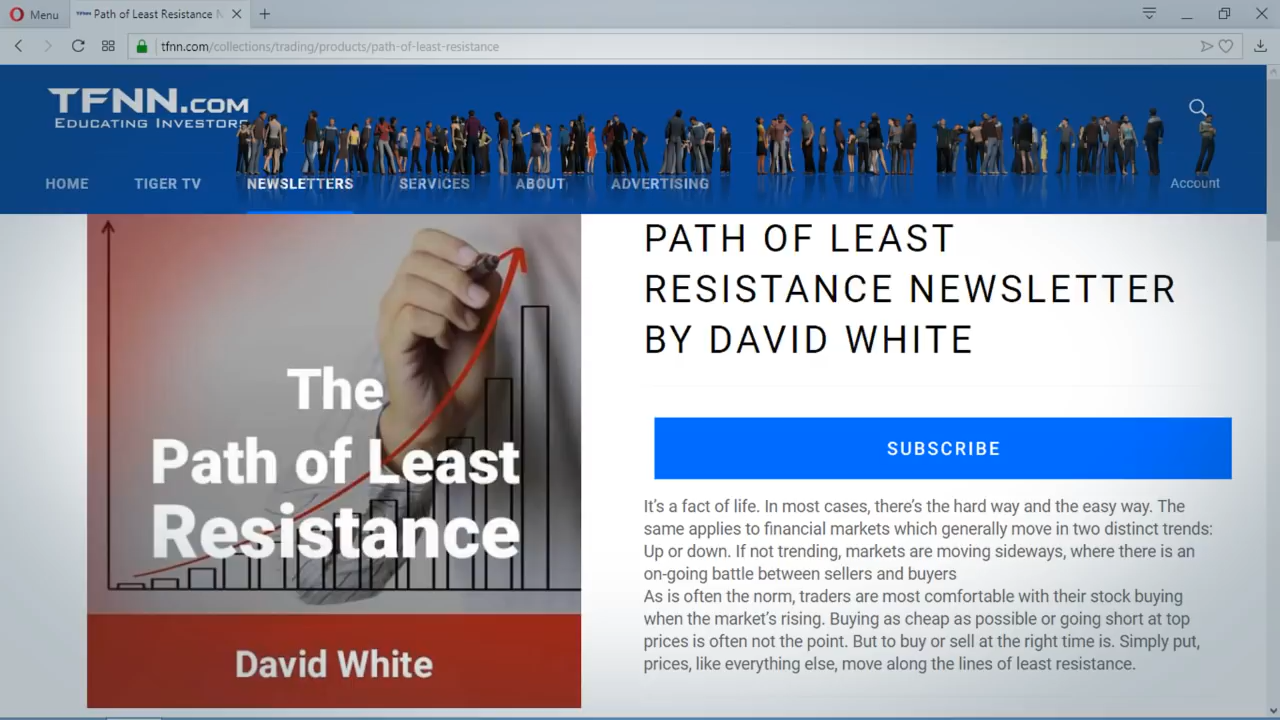 Menu
Path of Least Resistance N
tfnn.com/collections/trading/products/path-of-least-resistance
TFNN.COM
EDUCATING INVESTORS
HOME
TIGER TV
NEWSLETTERS
SERVICES
ABOUT
ADVERTISING
Account
The
Path of Least
Resistance
David White
PATH OF LEAST
RESISTANCE NEWSLETTER
BY DAVID WHITE
SUBSCRIBE
It's a fact of life. In most cases, there's the hard way and the easy way. The
same applies to financial markets which generally move in two distinct trends:
Up or down. If not trending, markets are moving sideways, where there is an
on-going battle between sellers and buyers
As is often the norm, traders are most comfortable with their stock buying
when the market's rising. Buying as cheap as possible or going short at top
prices is often not the point. But to buy or sell at the right time is. Simply put,
prices, like everything else, move along the lines of least resistance.